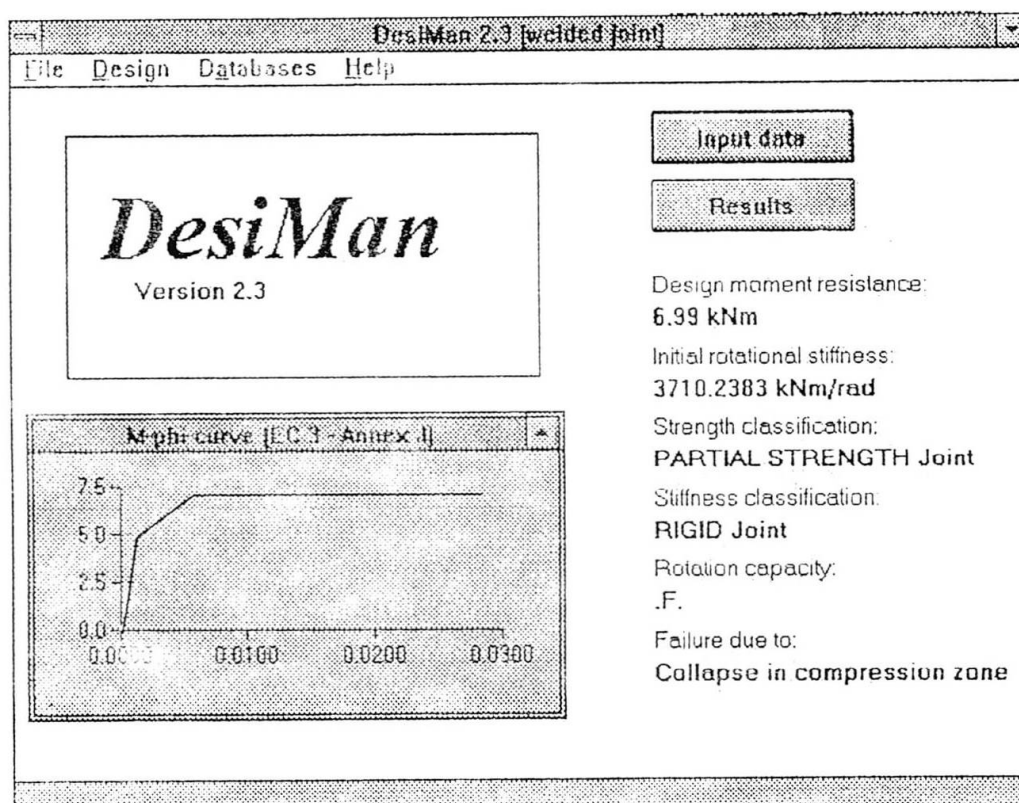 DesiMan 2.3 [welded joint]
File Design Databases Help
DesiMan
Version 2.3
Input data
Results
Design moment resistance:
6.99 kNm
Initial rotational stiffness:
3710.2383 kNm/rad
Strength classification:
PARTIAL STRENGTH Joint
Stiffness classification:
RIGID Joint
Rotation capacity:
.F.
Failure due to:
Collapse in compression zone
M-phi curve [EC 3 - Annex J]
7.5
5.0
2.5
0.0
0.0000 0.0100 0.0200 0.0300